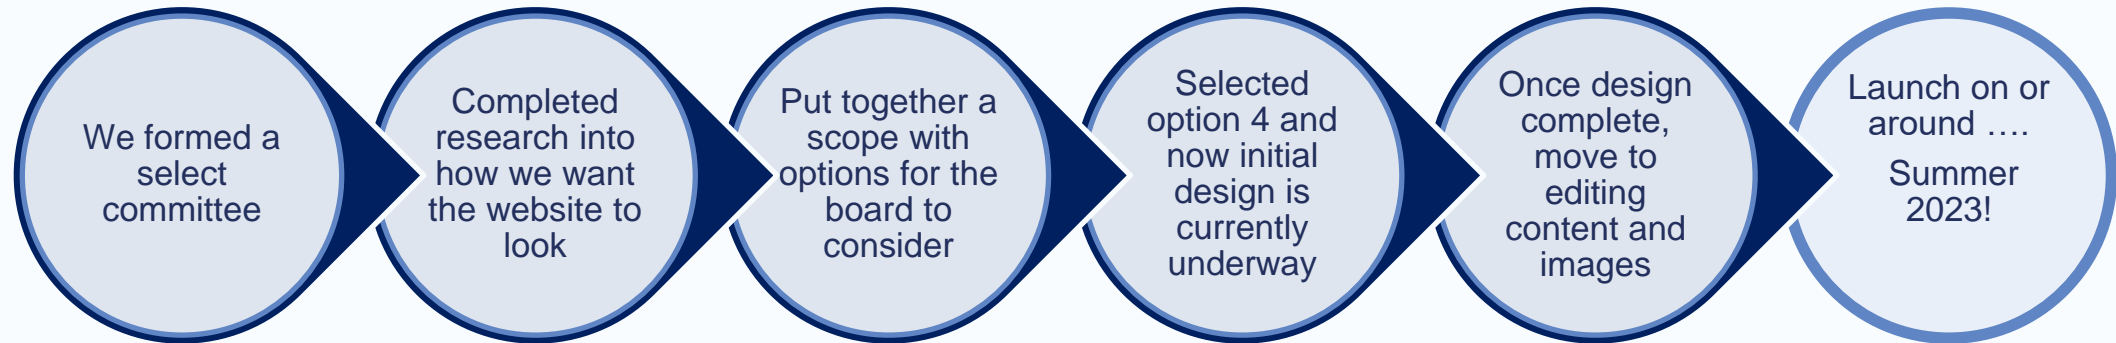 We formed a
select
committee
Completed
research into
how we want
the website to
look
Put together a
scope with
options for the
board to
consider
Selected
option 4 and
now initial
design is
currently
underway
Once design
complete,
move to
editing
content and
images
Launch on or
around ....
Summer
2023!